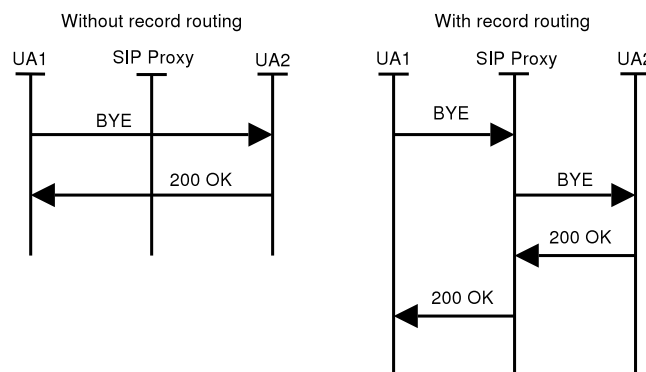 Without record routing
UA1 SIP Proxy UA2
BYE
200 OK
With record routing
UA1 SIP Proxy UA2
BYE
BYE
200 OK
200 OK